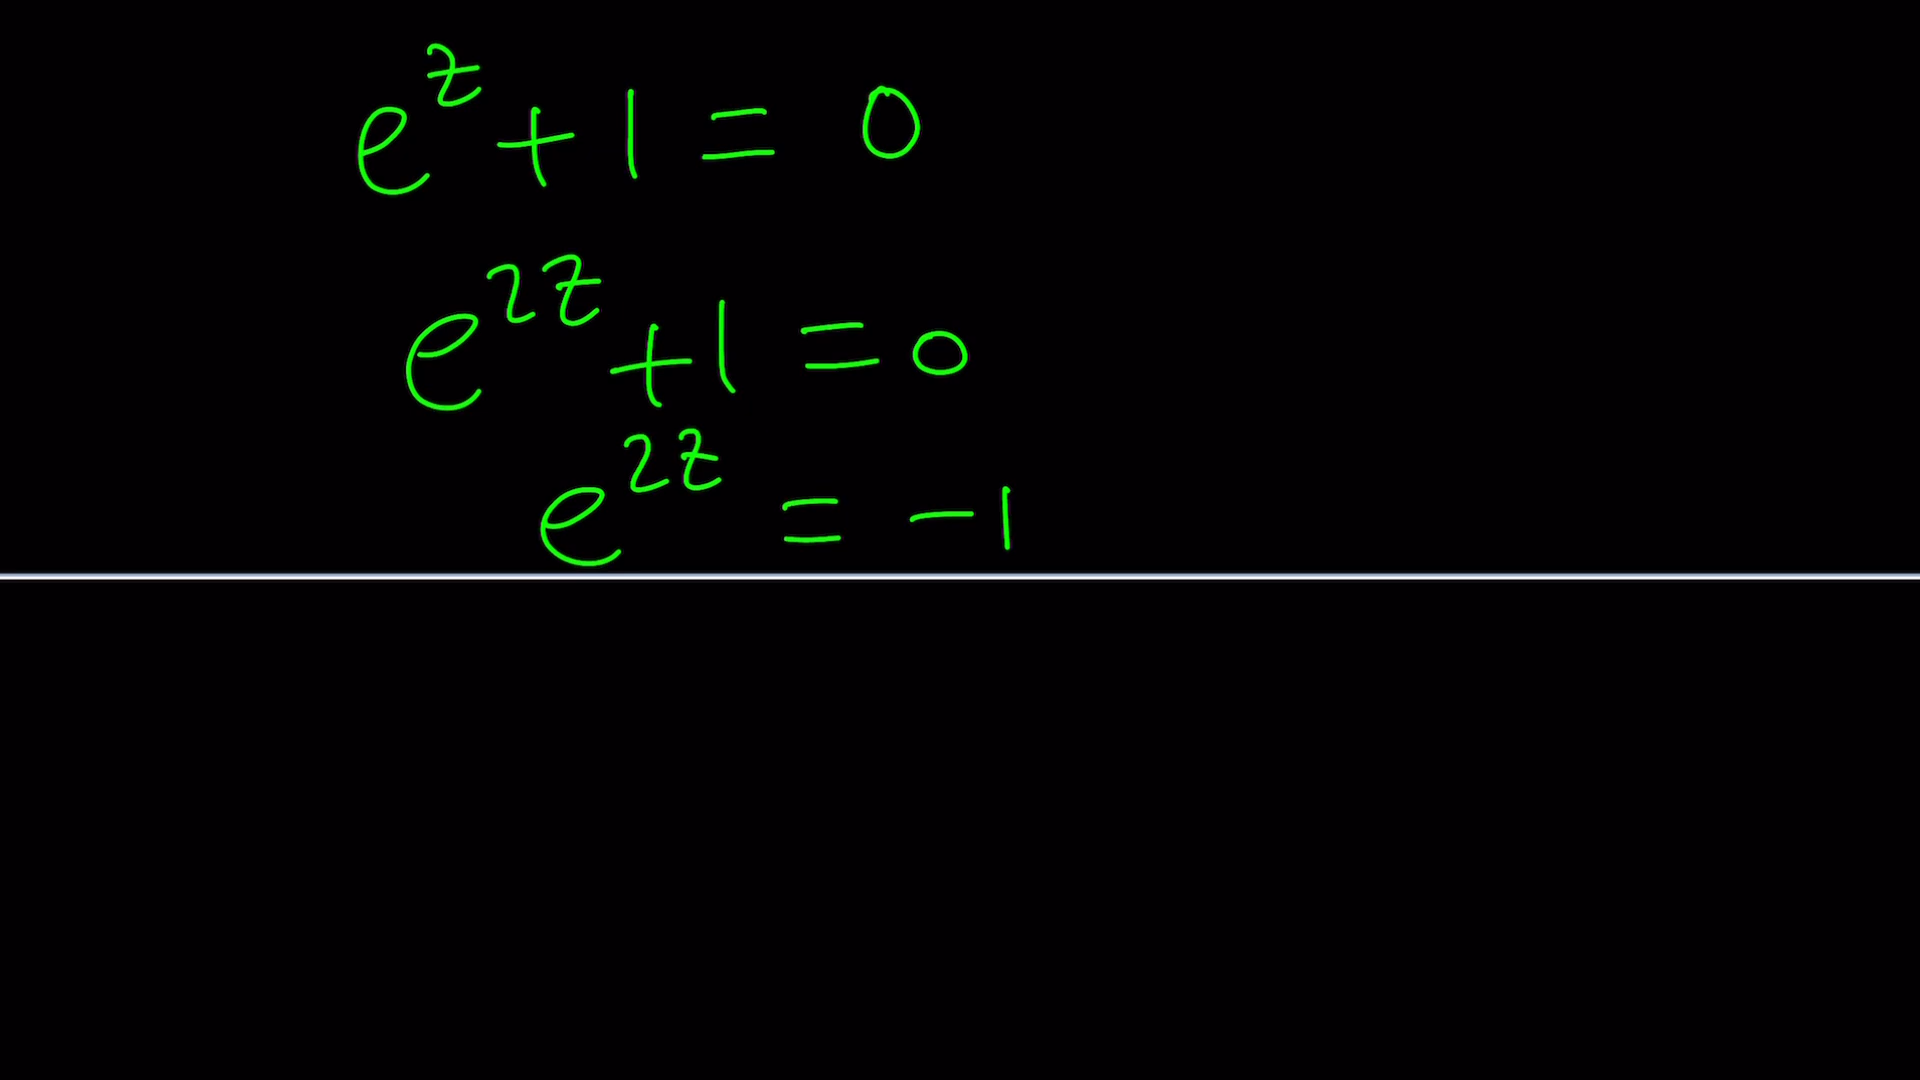 e^z + 1 = 0
e^{2z} + 1 = 0
e^{2z} = -1